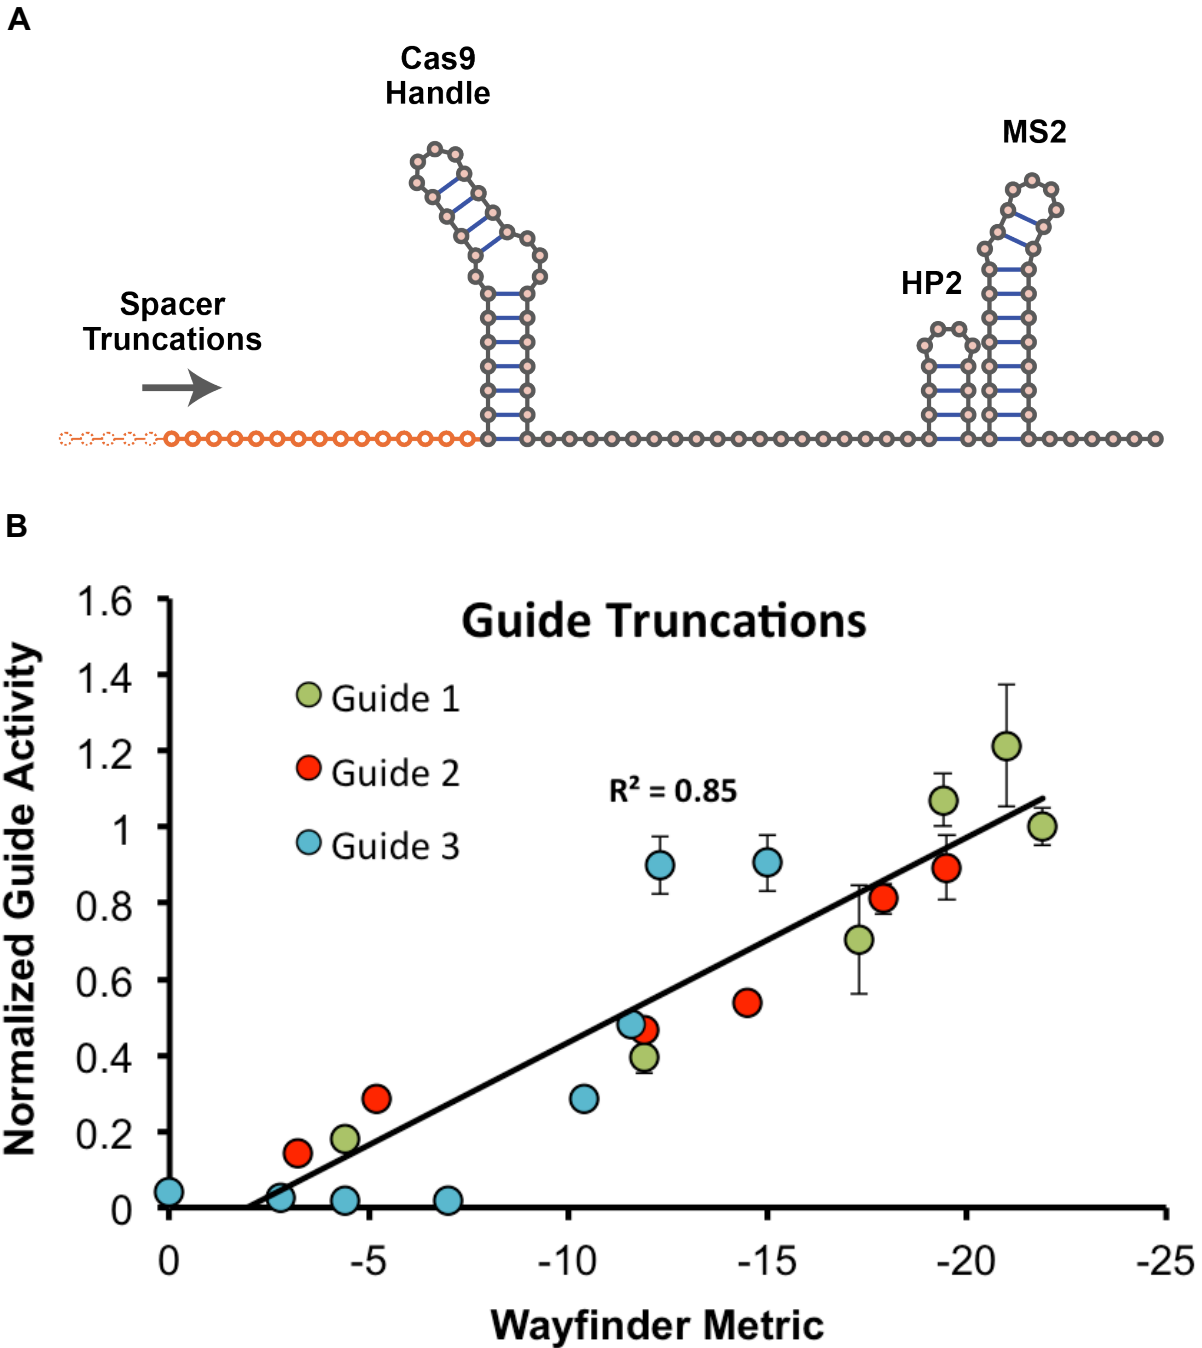 A
Cas9
Handle
MS2
HP2
Spacer
Truncations
B
Guide Truncations
Normalized Guide Activity
1.6
1.4
1.2
1
0.8
0.6
0.4
0.2
0
Guide 1
Guide 2
Guide 3
R² = 0.85
0 -5 -10 -15 -20 -25
Wayfinder Metric